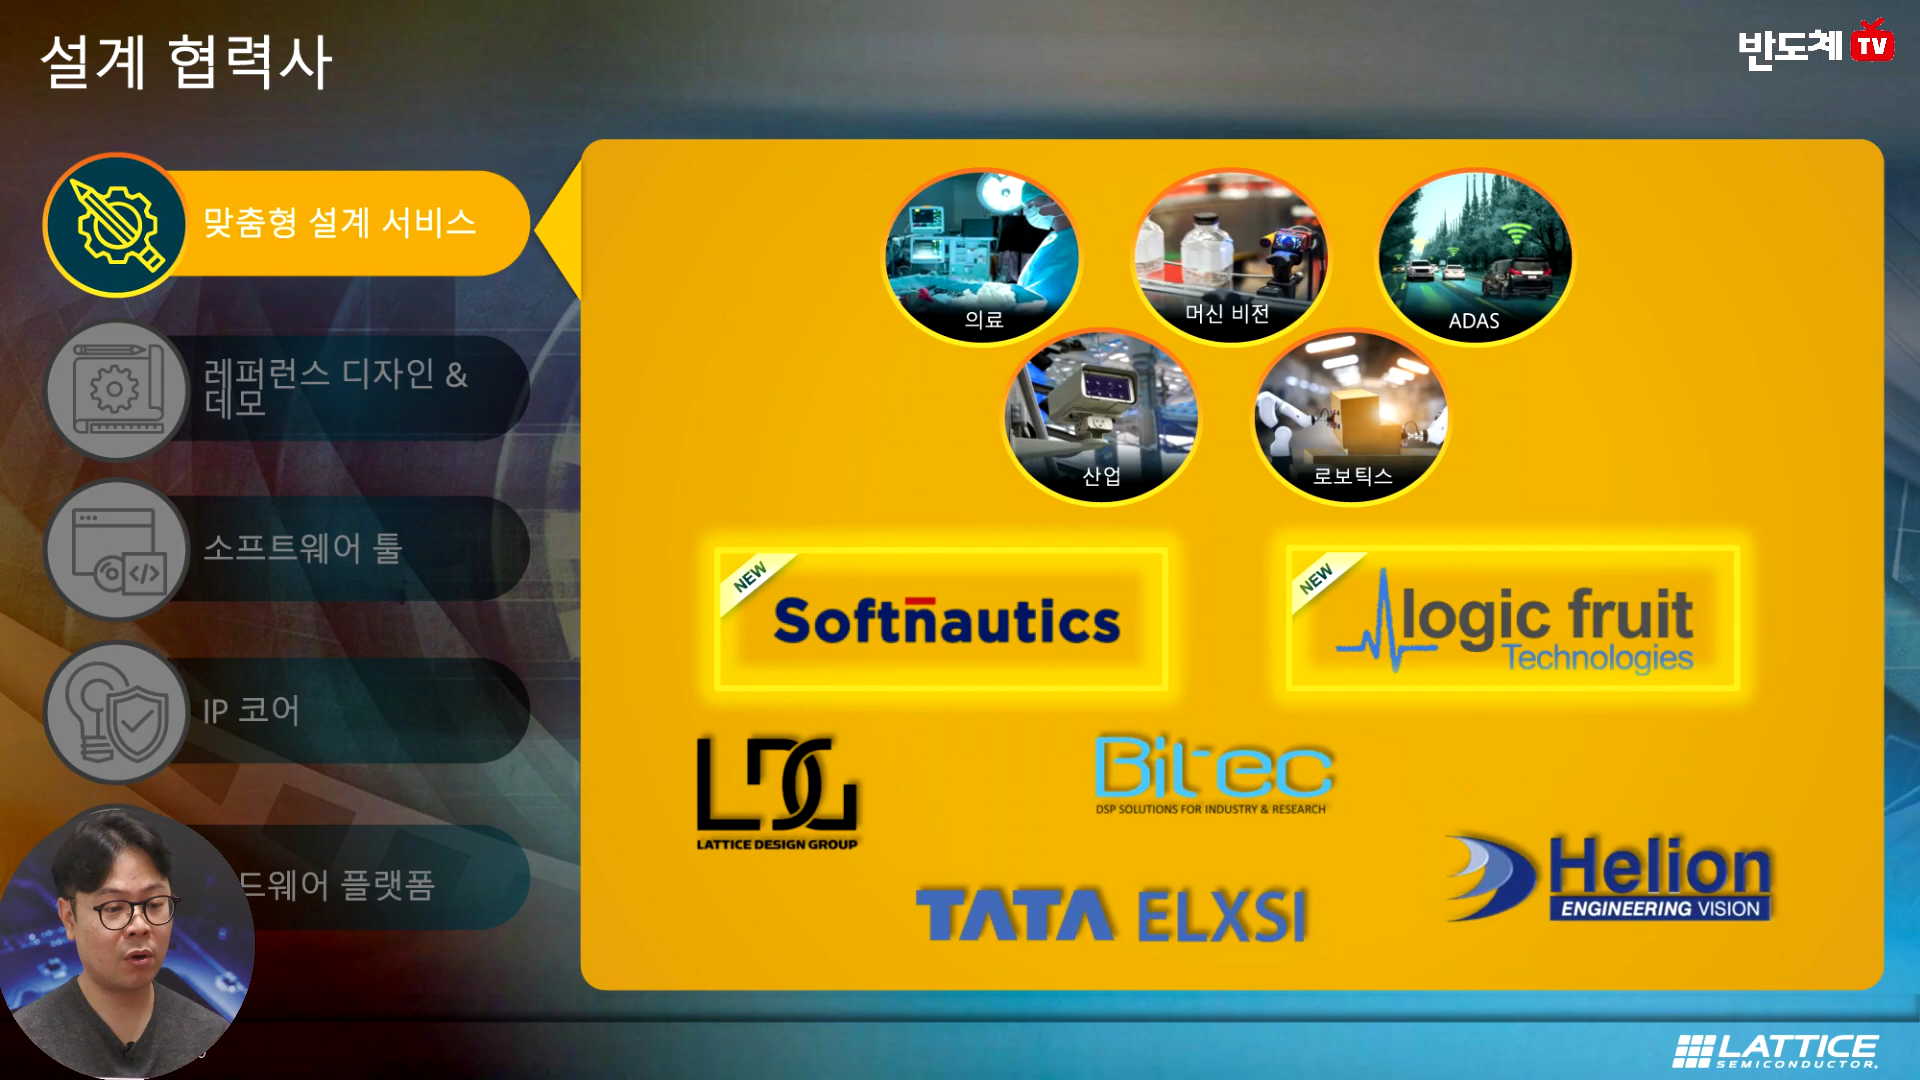 설계 협력사
반도체 TV
맞춤형 설계 서비스
레퍼런스 디자인 &
데모
소프트웨어 툴
IP 코어
드웨어 플랫폼
의료
머신 비전
ADAS
산업
로보틱스
NEW
Softnautics
NEW
logic fruit
Technologies
LDG
LATTICE DESIGN GROUP
Bitec
DSP SOLUTIONS FOR INDUSTRY & RESEARCH
TATA ELXSI
Helion
ENGINEERING VISION
LATTICE
SEMICONDUCTOR.